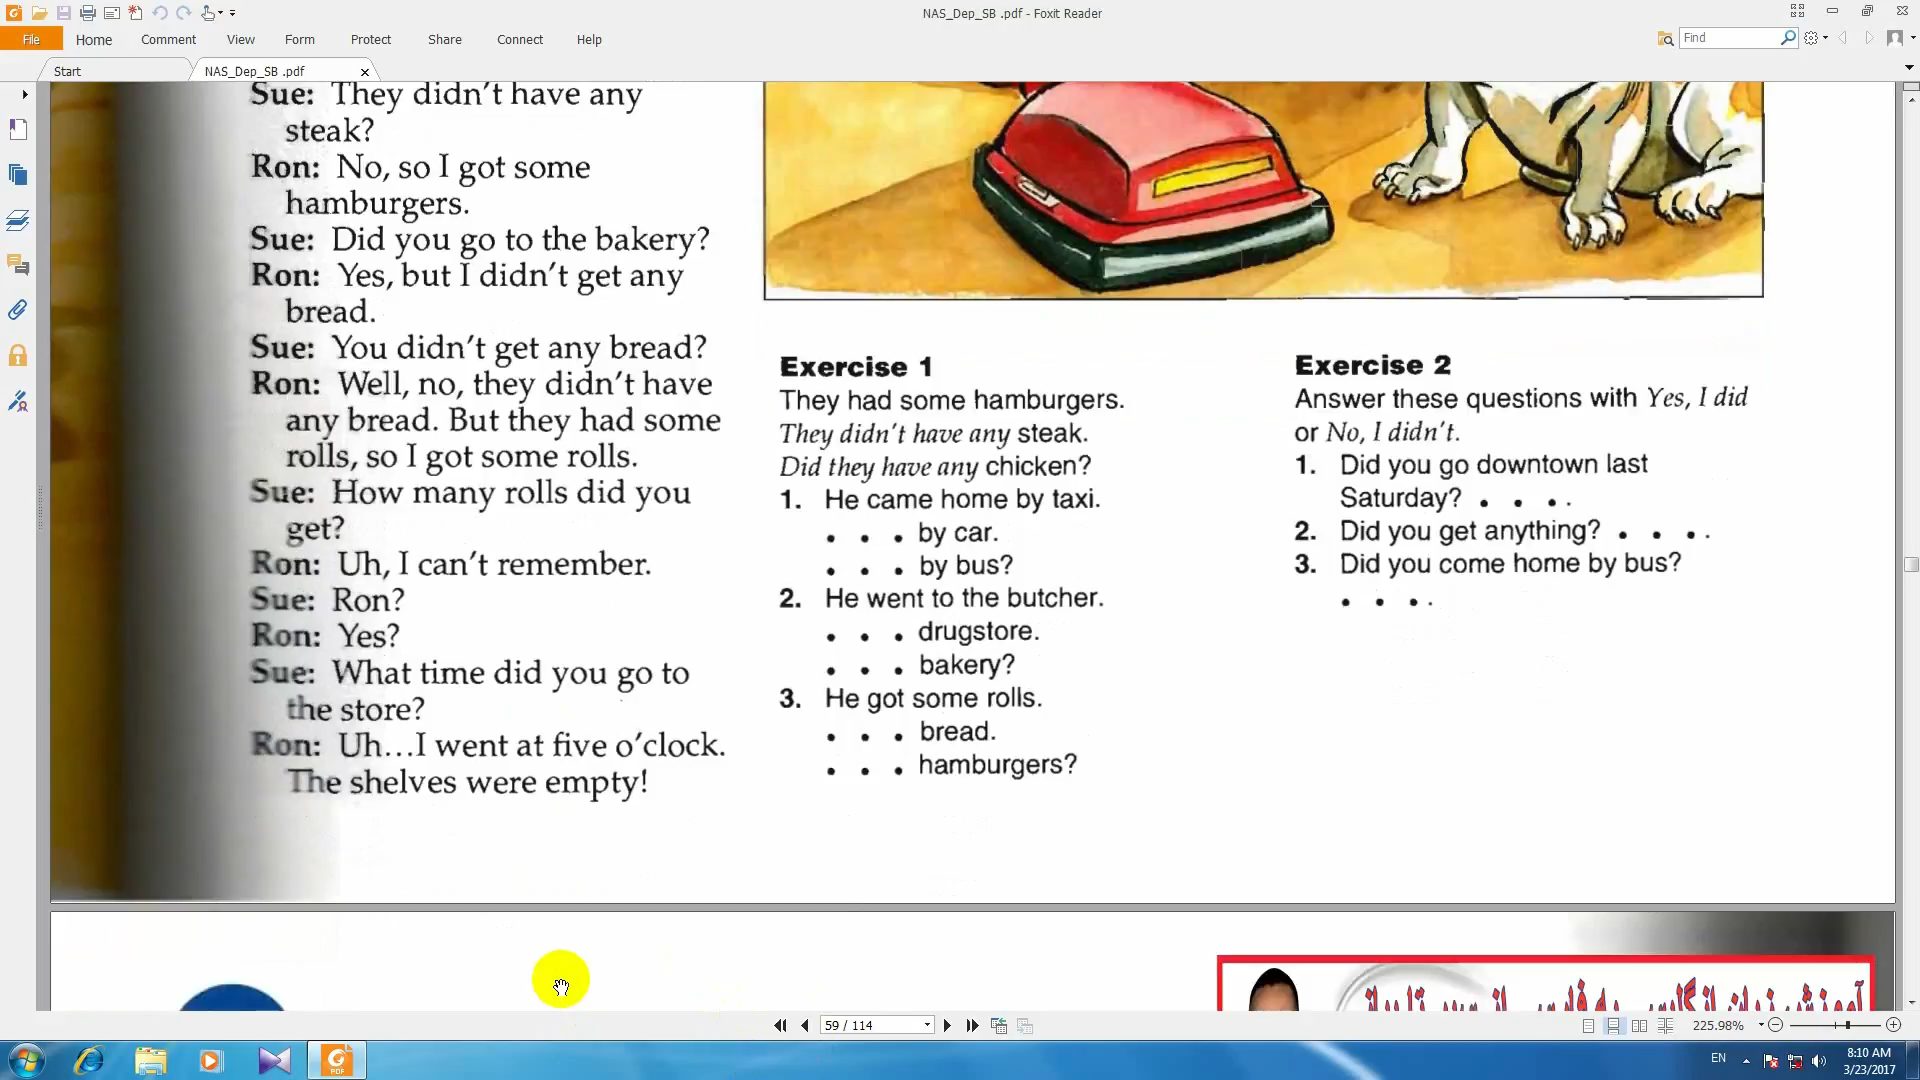 NAS_Dep_SB .pdf - Foxit Reader
File Home Comment View Form Protect Share Connect Help
Find
Start NAS_Dep_SB .pdf
Sue: They didn't have any
steak?
Ron: No, so I got some
hamburgers.
Sue: Did you go to the bakery?
Ron: Yes, but I didn't get any
bread.
Sue: You didn't get any bread?
Ron: Well, no, they didn't have
any bread. But they had some
rolls, so I got some rolls.
Sue: How many rolls did you
get?
Ron: Uh, I can't remember.
Sue: Ron?
Ron: Yes?
Sue: What time did you go to
the store?
Ron: Uh...I went at five o'clock.
The shelves were empty!
Exercise 1
They had some hamburgers.
They didn't have any steak.
Did they have any chicken?
1. He came home by taxi.
. . . by car.
. . . by bus?
2. He went to the butcher.
. . . drugstore.
. . . bakery?
3. He got some rolls.
. . . bread.
. . . hamburgers?
Exercise 2
Answer these questions with Yes, I did
or No, I didn't.
1. Did you go downtown last
Saturday? . . . .
2. Did you get anything? . . . .
3. Did you come home by bus?
. . . .
59 / 114
225.98%
PDF
EN
8:10 AM
3/23/2017